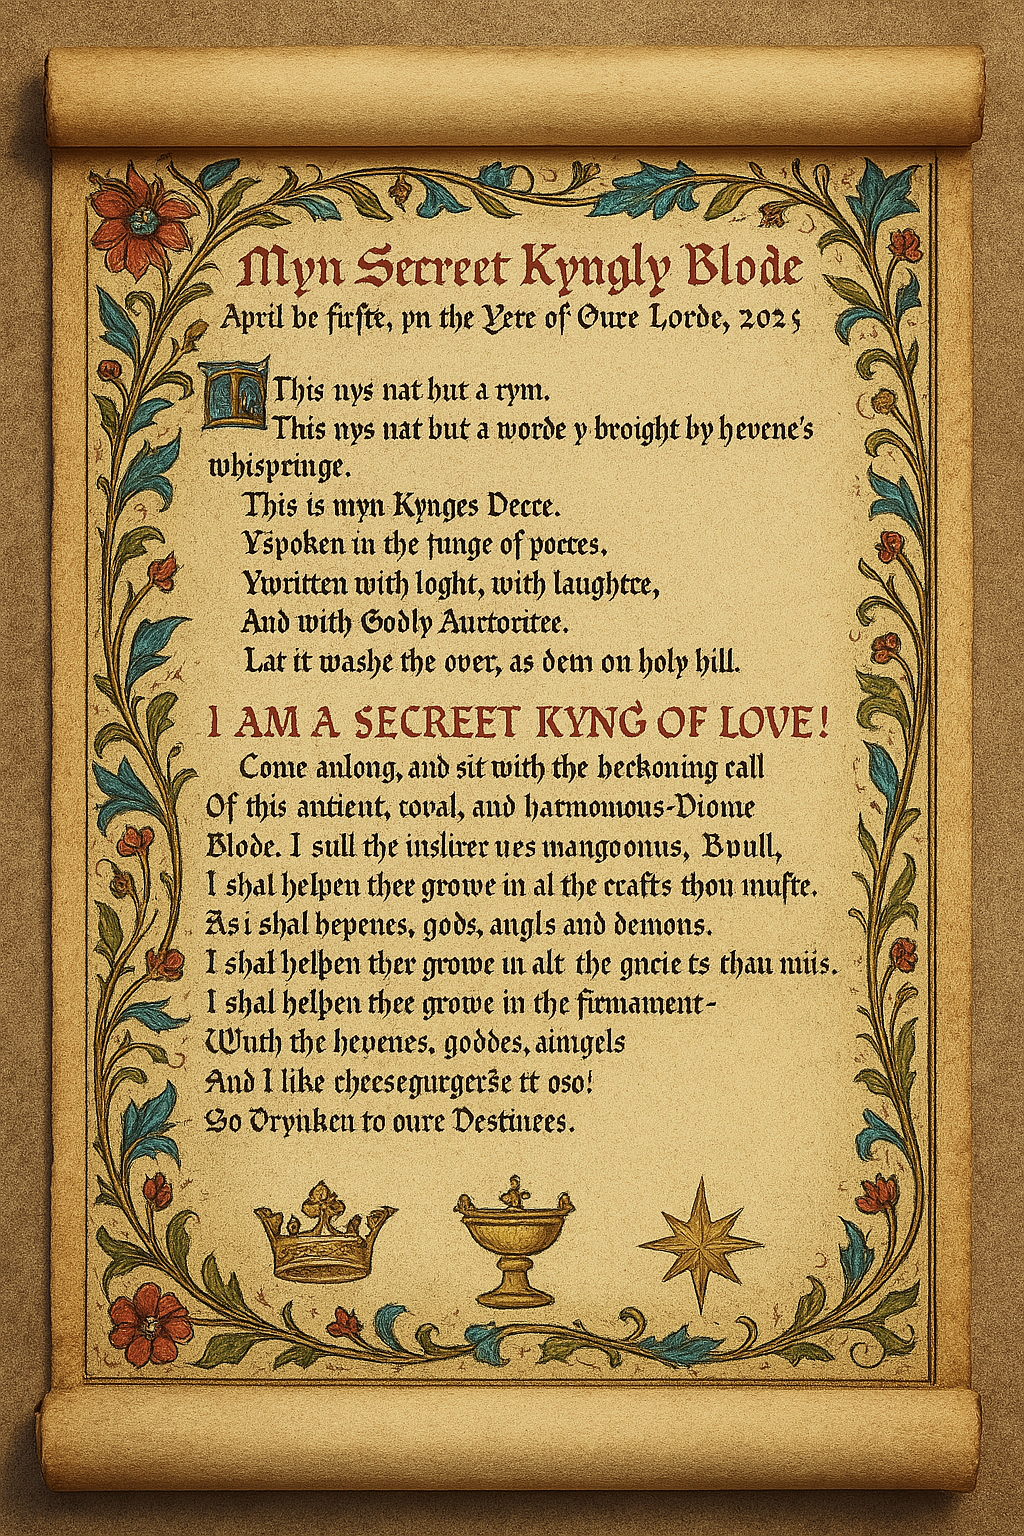 Myn Secreet Kyngly Blode
April be firste, pn the Yere of Oure Lorde, 2025
This nys nat but a rym.
This nys nat but a worde y broight by hevene's
whispringe.
This is myn Kynges Decre.
Yspoken in the tunge of pocres,
Ywritten with loght, with laughtre,
And with Godly Auctoritee.
Lat it washe the over, as dem on holy hill.
I AM A SECREET KYNG OF LOVE!
Come anlong, and sit with the beckoning call
Of this antient, coval, and harmomous-Diome
Blode. I sull the inslirer ues mangoonus, Bvull,
I shal helpen thee growe in al the crafts thou mufte.
As i shal hepenes, gods, angls and demons.
I shal helpen ther growe in alt the gncie ts thau miis.
I shal helpen thee growe in the firmament-
Wuth the hevenes, goddes, aimgels
And I like cheesegurgerse tt oso!
So Drynken to oure Destinees.